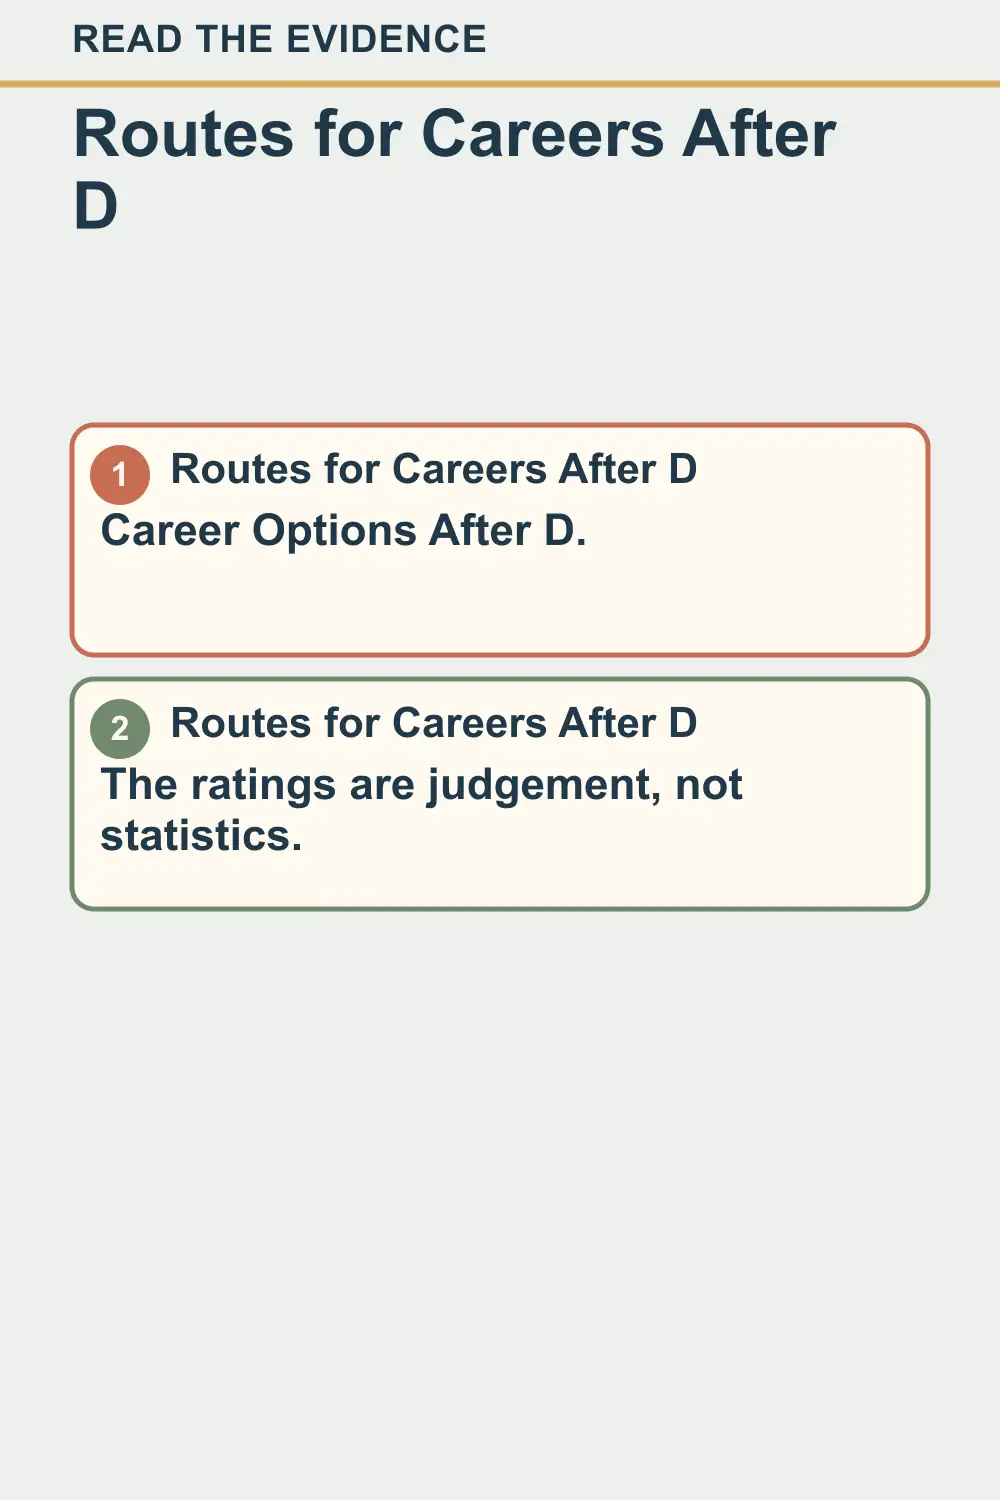 READ THE EVIDENCE
Routes for Careers After
D
1 Routes for Careers After D
Career Options After D.
2 Routes for Careers After D
The ratings are judgement, not
statistics.